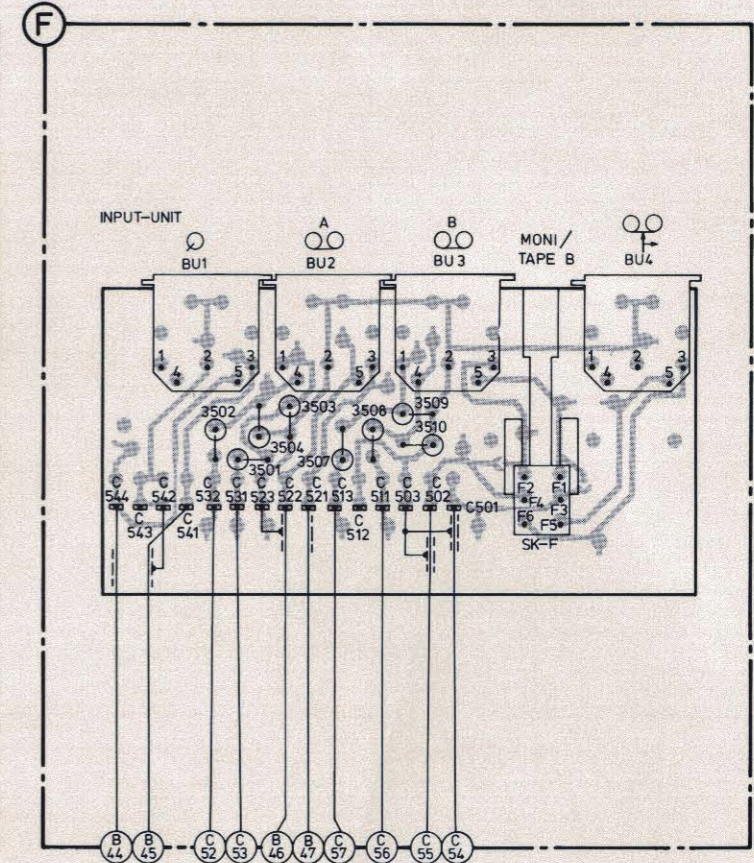 F
INPUT-UNIT
BU1
A
BU2
B
BU3
MONI/
TAPE B
BU4
1 2 3
4 5
1 2 3
4 5
1 2 3
4 5
1 2 3
4 5
3502
3503
3508
3509
3504
3510
3501
3507
C
544
C
543
C
542
C
541
C
532
C
531
C
523
C
522
C
521
C
513
C
512
C
511
C
503
C
502
C501
F2 F1
F4 F3
F6 F5
SK-F
B
44
B
45
C
52
C
53
B
46
B
47
C
57
C
56
C
55
C
54